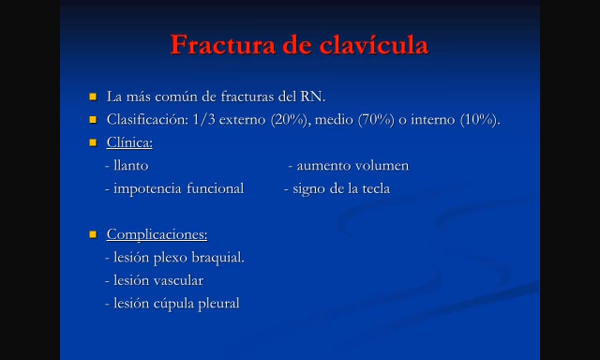 Fractura de clavícula
La más común de fracturas del RN.
Clasificación: 1/3 externo (20%), medio (70%) o interno (10%).
Clínica:
- llanto - aumento volumen
- impotencia funcional - signo de la tecla
Complicaciones:
- lesión plexo braquial.
- lesión vascular
- lesión cúpula pleural